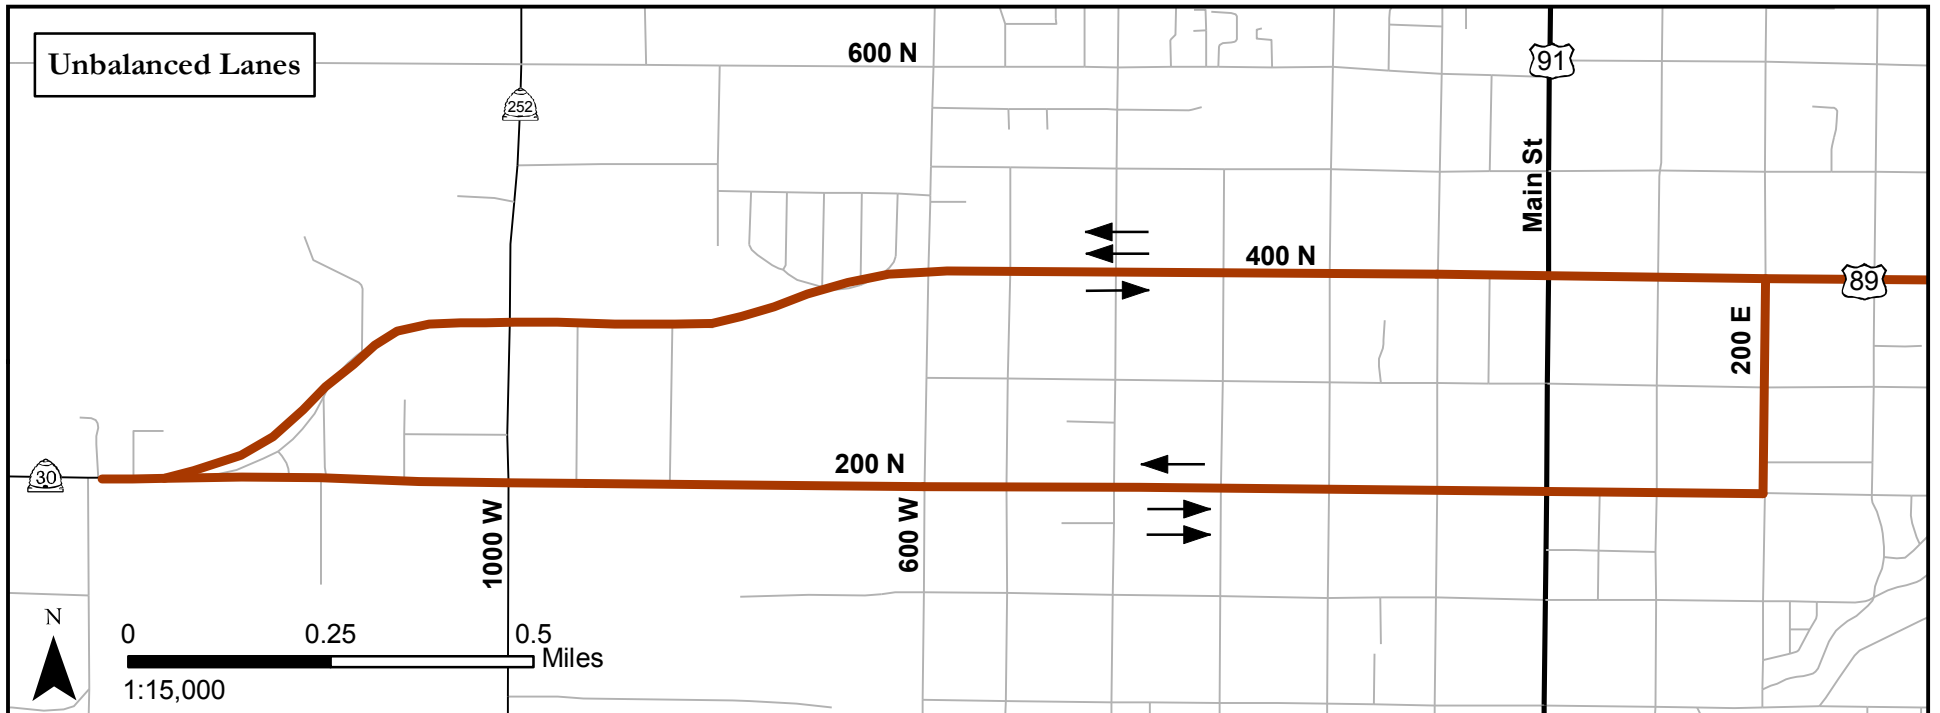 Unbalanced Lanes
600 N
91
252
Main St
400 N
89
200 E
200 N
30
1000 W
600 W
N
0 0.25 0.5
Miles
1:15,000